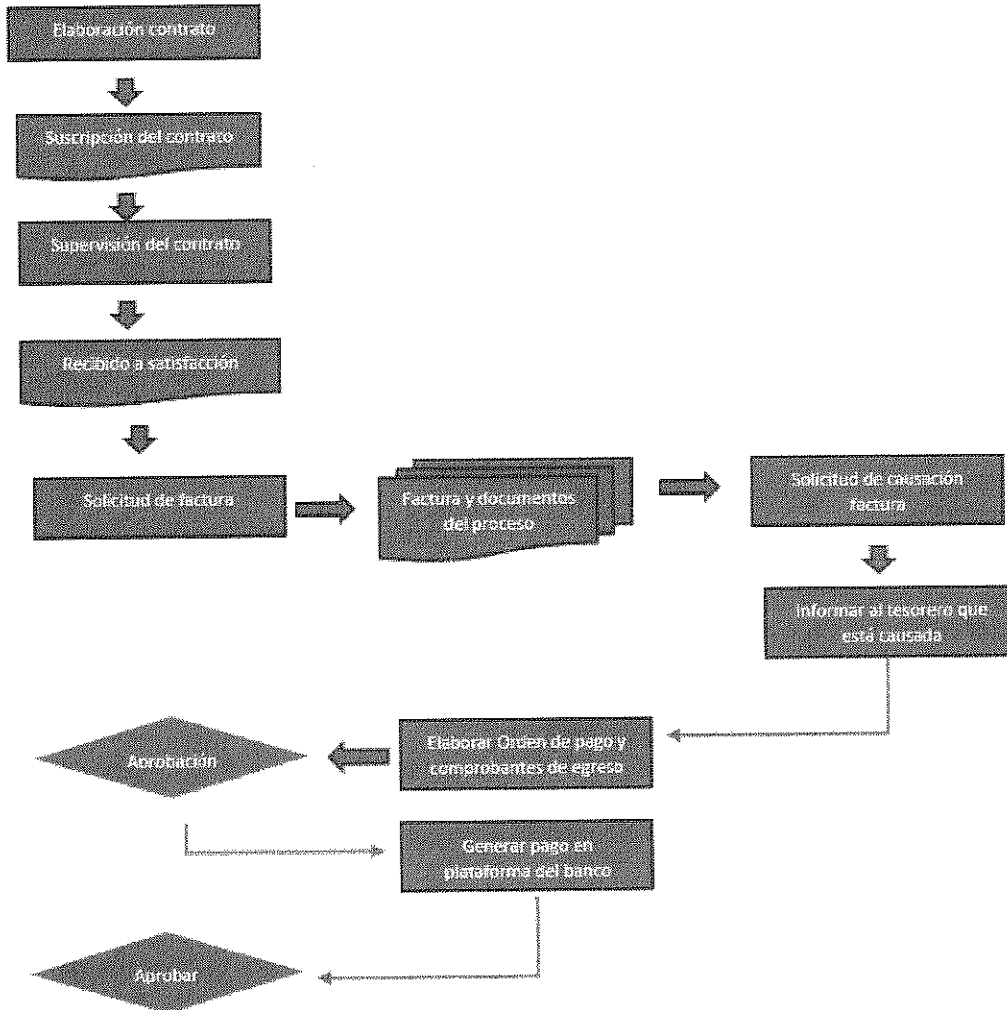 Elaboración contrato
Suscripción del contrato
Supervisión del contrato
Recibido a satisfacción
Solicitud de factura
Factura y documentos
del proceso
Solicitud de causación
factura
Informar al tesorero que
está causada
Elaborar Orden de pago y
comprobantes de egreso
Aprobación
Generar pago en
plataforma del banco
Aprobar